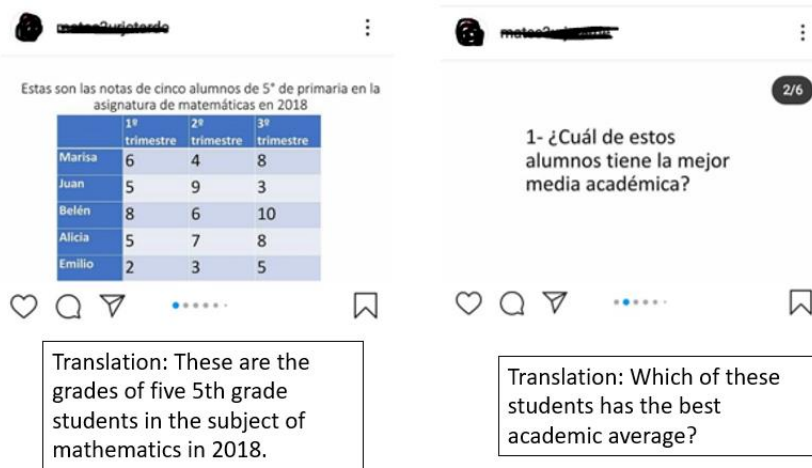 Estas son las notas de cinco alumnos de 5° de primaria en la
asignatura de matemáticas en 2018
1º trimestre 2º trimestre 3º trimestre
Marisa 6 4 8
Juan 5 9 3
Belén 8 6 10
Alicia 5 7 8
Emilio 2 3 5
Translation: These are the
grades of five 5th grade
students in the subject of
mathematics in 2018.
2/6
1- ¿Cuál de estos
alumnos tiene la mejor
media académica?
Translation: Which of these
students has the best
academic average?